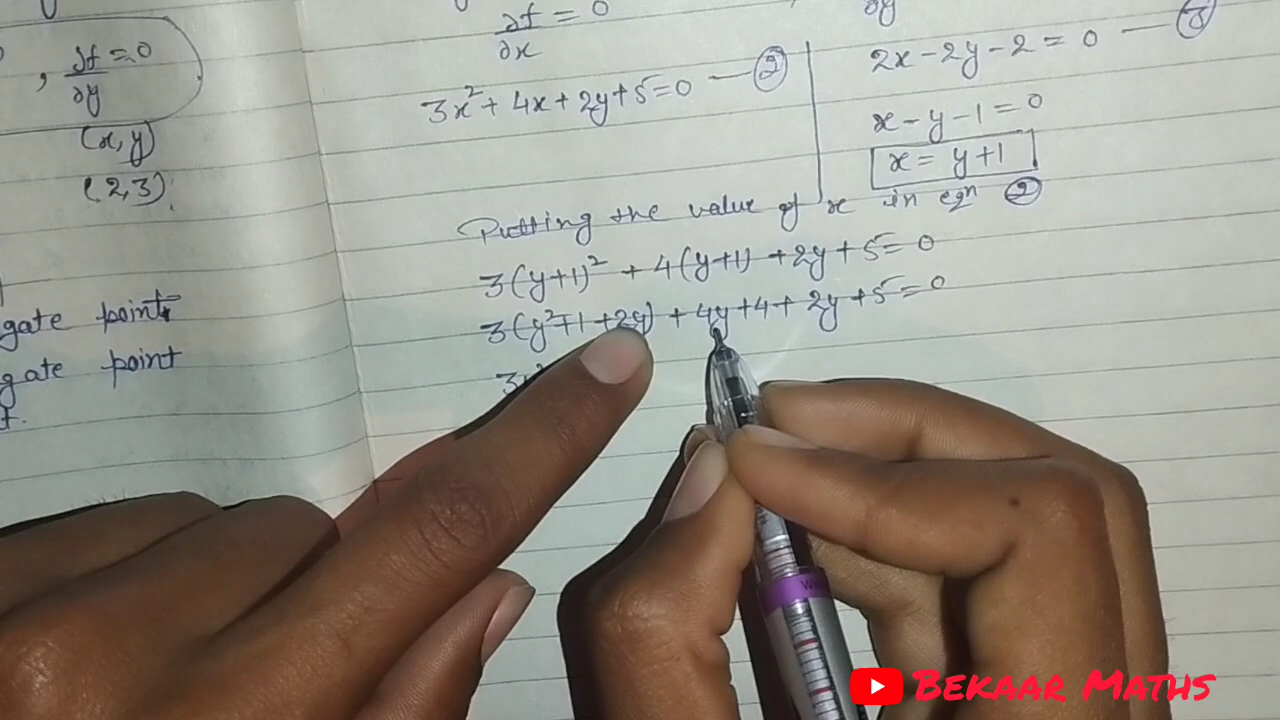 , ∂f/∂y = 0
(x, y)
(2,3).
gate point
gate point
t.
∂f/∂x = 0
3x² + 4x + 2y + 5 = 0 — ②
∂y
2x - 2y - 2 = 0 —
x - y - 1 = 0
x = y + 1
Putting the value of x in eqn ②
3(y+1)² + 4(y+1) + 2y + 5 = 0
3(y²+1+2y) + 4y + 4 + 2y + 5 = 0
Bekaar Maths